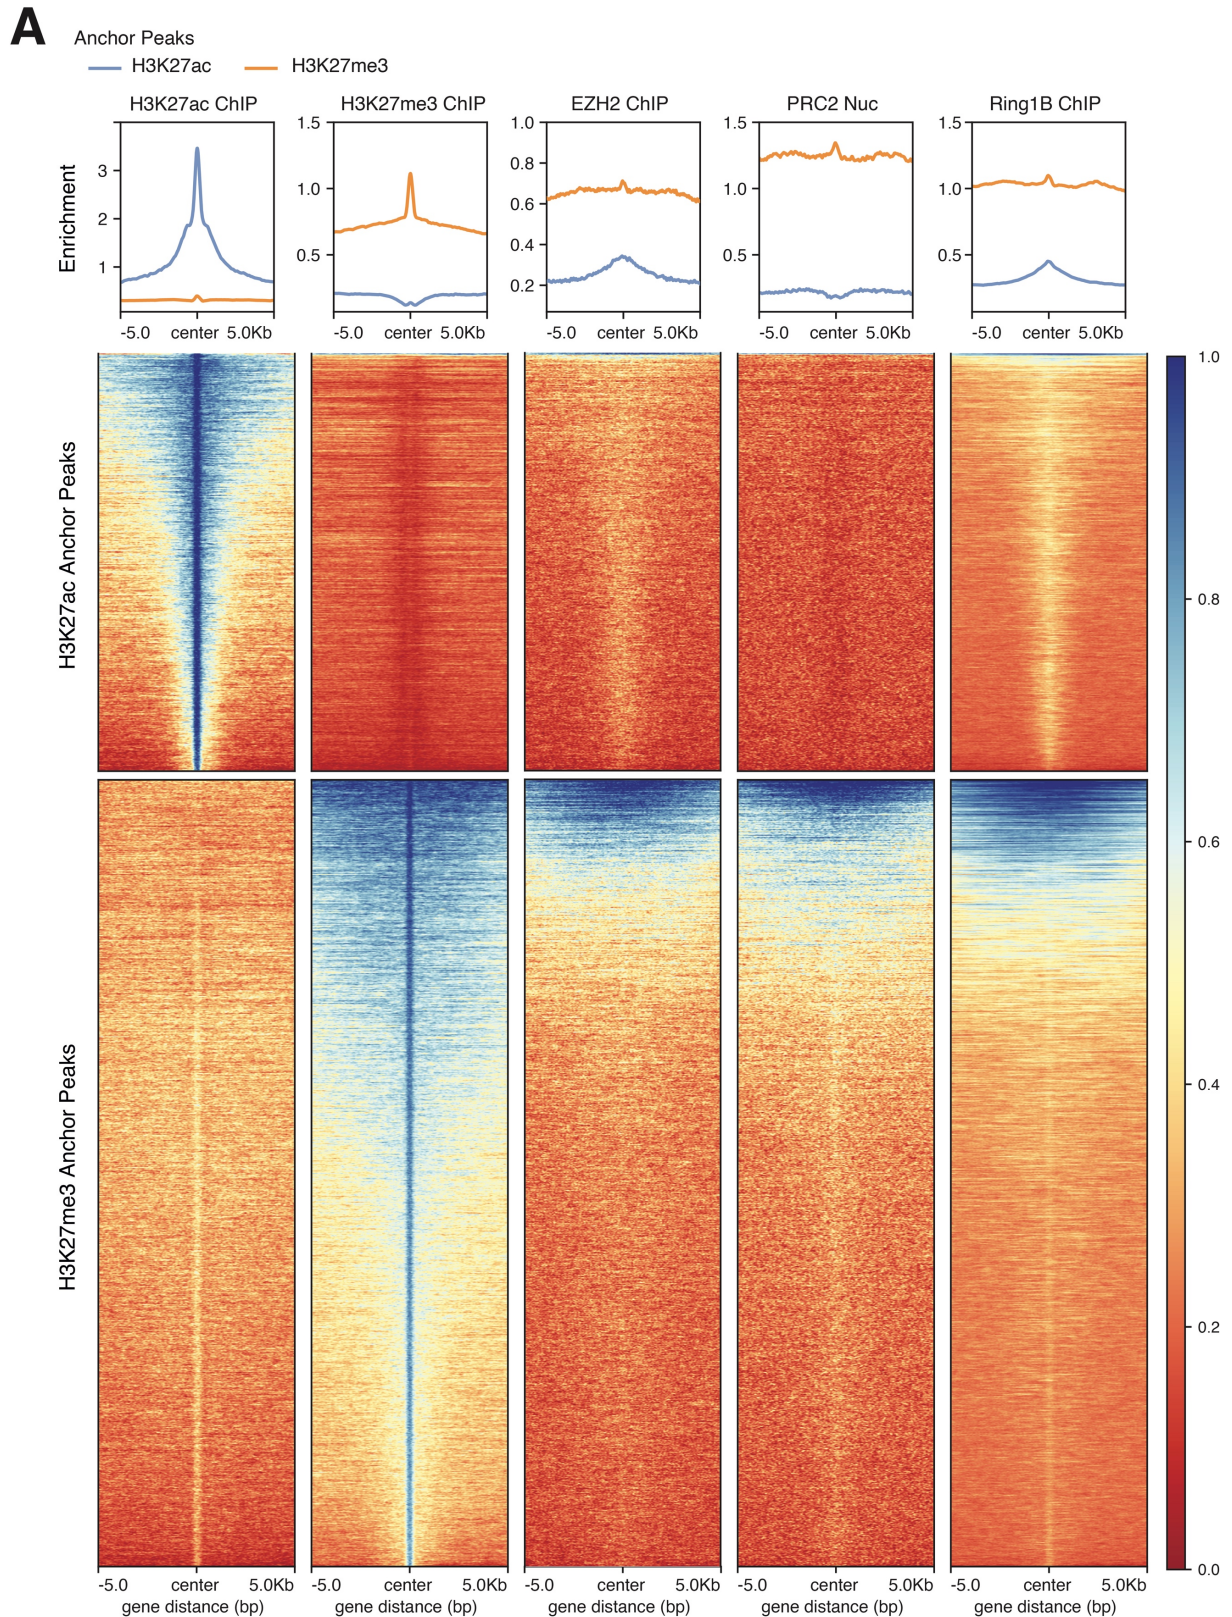 A
Anchor Peaks
H3K27ac H3K27me3
H3K27ac ChIP H3K27me3 ChIP EZH2 ChIP PRC2 Nuc Ring1B ChIP
Enrichment
3
2
1
1.5
1.0
0.5
1.0
0.8
0.6
0.4
0.2
1.5
1.0
0.5
1.5
1.0
0.5
-5.0 center 5.0Kb -5.0 center 5.0Kb -5.0 center 5.0Kb -5.0 center 5.0Kb -5.0 center 5.0Kb
H3K27ac Anchor Peaks
H3K27me3 Anchor Peaks
1.0
0.8
0.6
0.4
0.2
0.0
-5.0 center 5.0Kb -5.0 center 5.0Kb -5.0 center 5.0Kb -5.0 center 5.0Kb -5.0 center 5.0Kb
gene distance (bp) gene distance (bp) gene distance (bp) gene distance (bp) gene distance (bp)